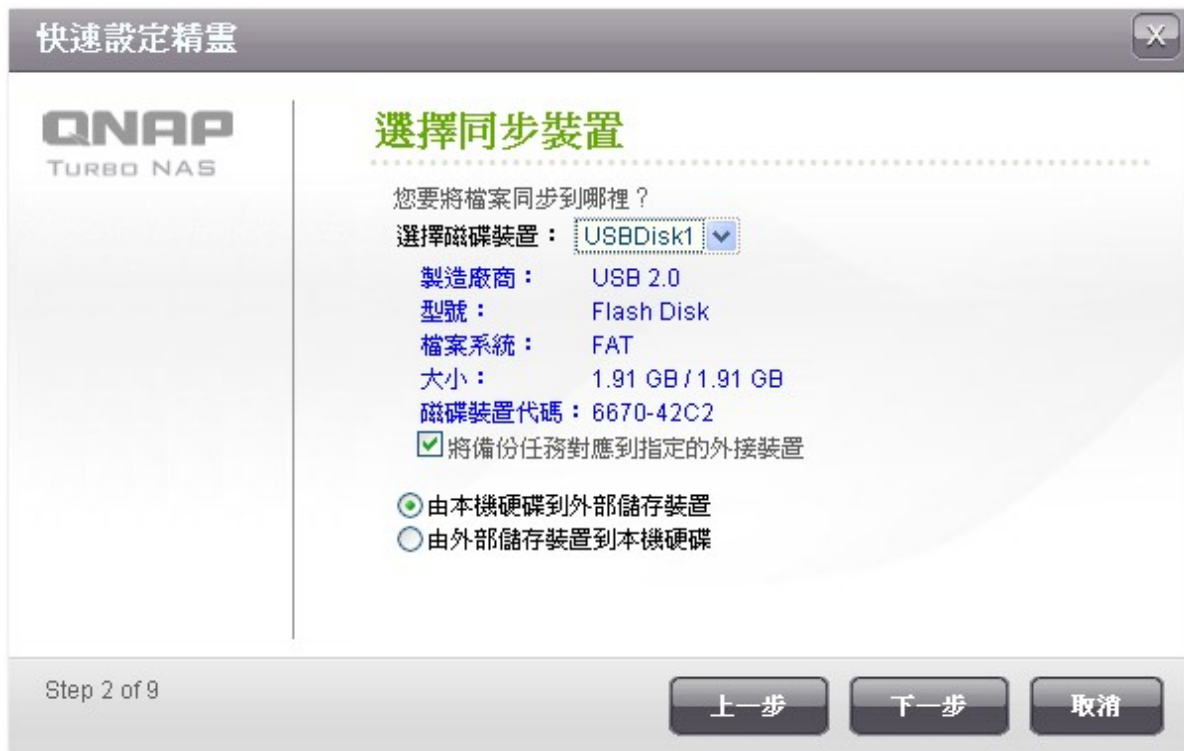 快速設定精靈
X
QNAP
TURBO NAS
選擇同步裝置
您要將檔案同步到哪裡？
選擇磁碟裝置： USBDisk1
製造廠商： USB 2.0
型號： Flash Disk
檔案系統： FAT
大小： 1.91 GB / 1.91 GB
磁碟裝置代碼： 6670-42C2
將備份任務對應到指定的外接裝置
由本機硬碟到外部儲存裝置
由外部儲存裝置到本機硬碟
Step 2 of 9
上一步 下一步 取消